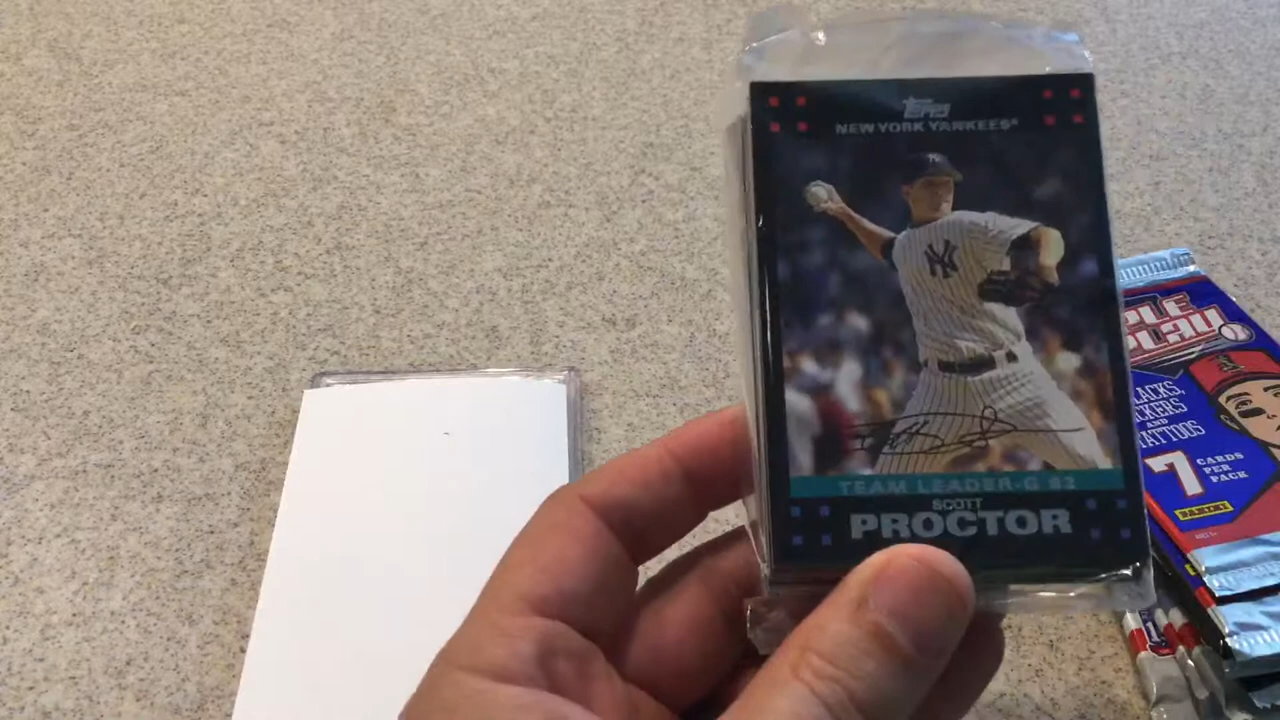 Topps
NEW YORK YANKEES®
TEAM LEADER-G #2
SCOTT
PROCTOR
PLE
PLAY
LACKS,
CKERS
AND
TATTOOS
7 CARDS
PER
PACK
PANINI